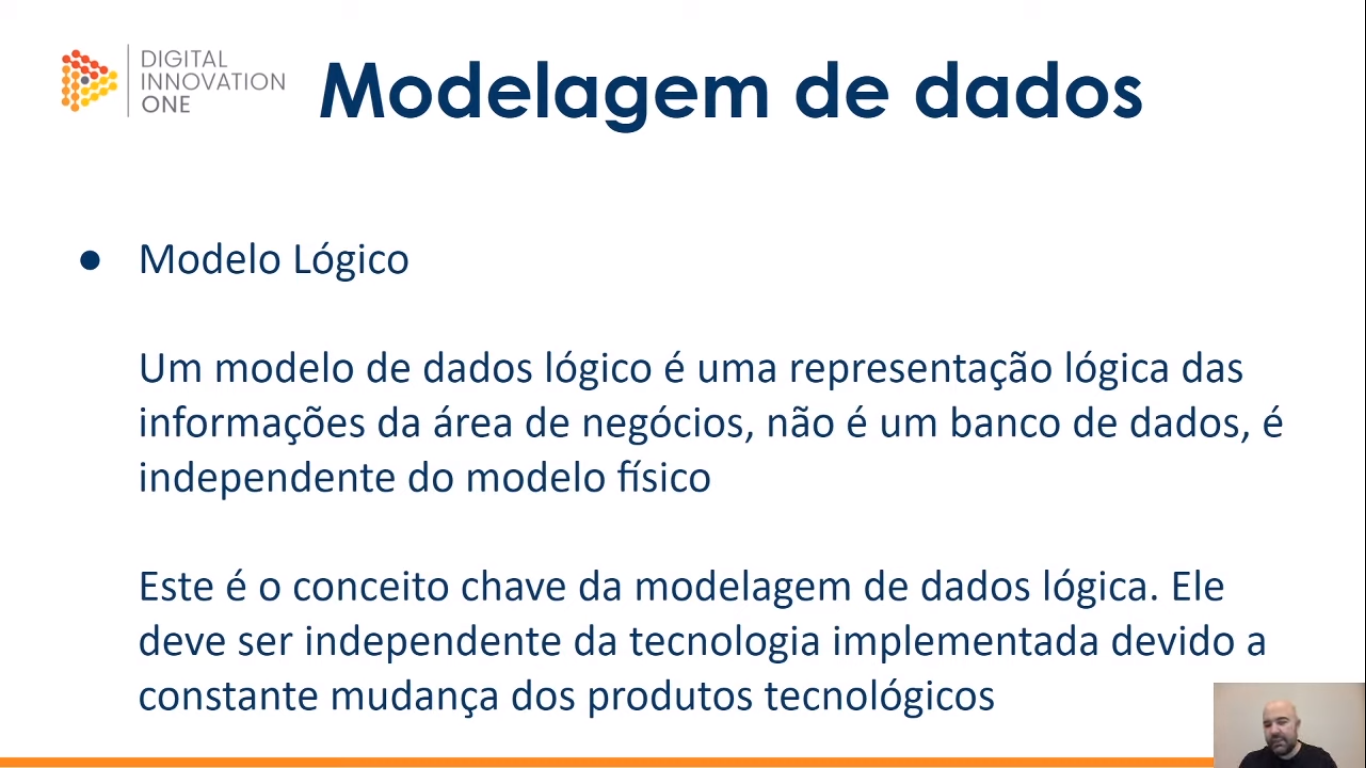 DIGITAL
INNOVATION
ONE
Modelagem de dados
● Modelo Lógico
Um modelo de dados lógico é uma representação lógica das
informações da área de negócios, não é um banco de dados, é
independente do modelo físico
Este é o conceito chave da modelagem de dados lógica. Ele
deve ser independente da tecnologia implementada devido a
constante mudança dos produtos tecnológicos